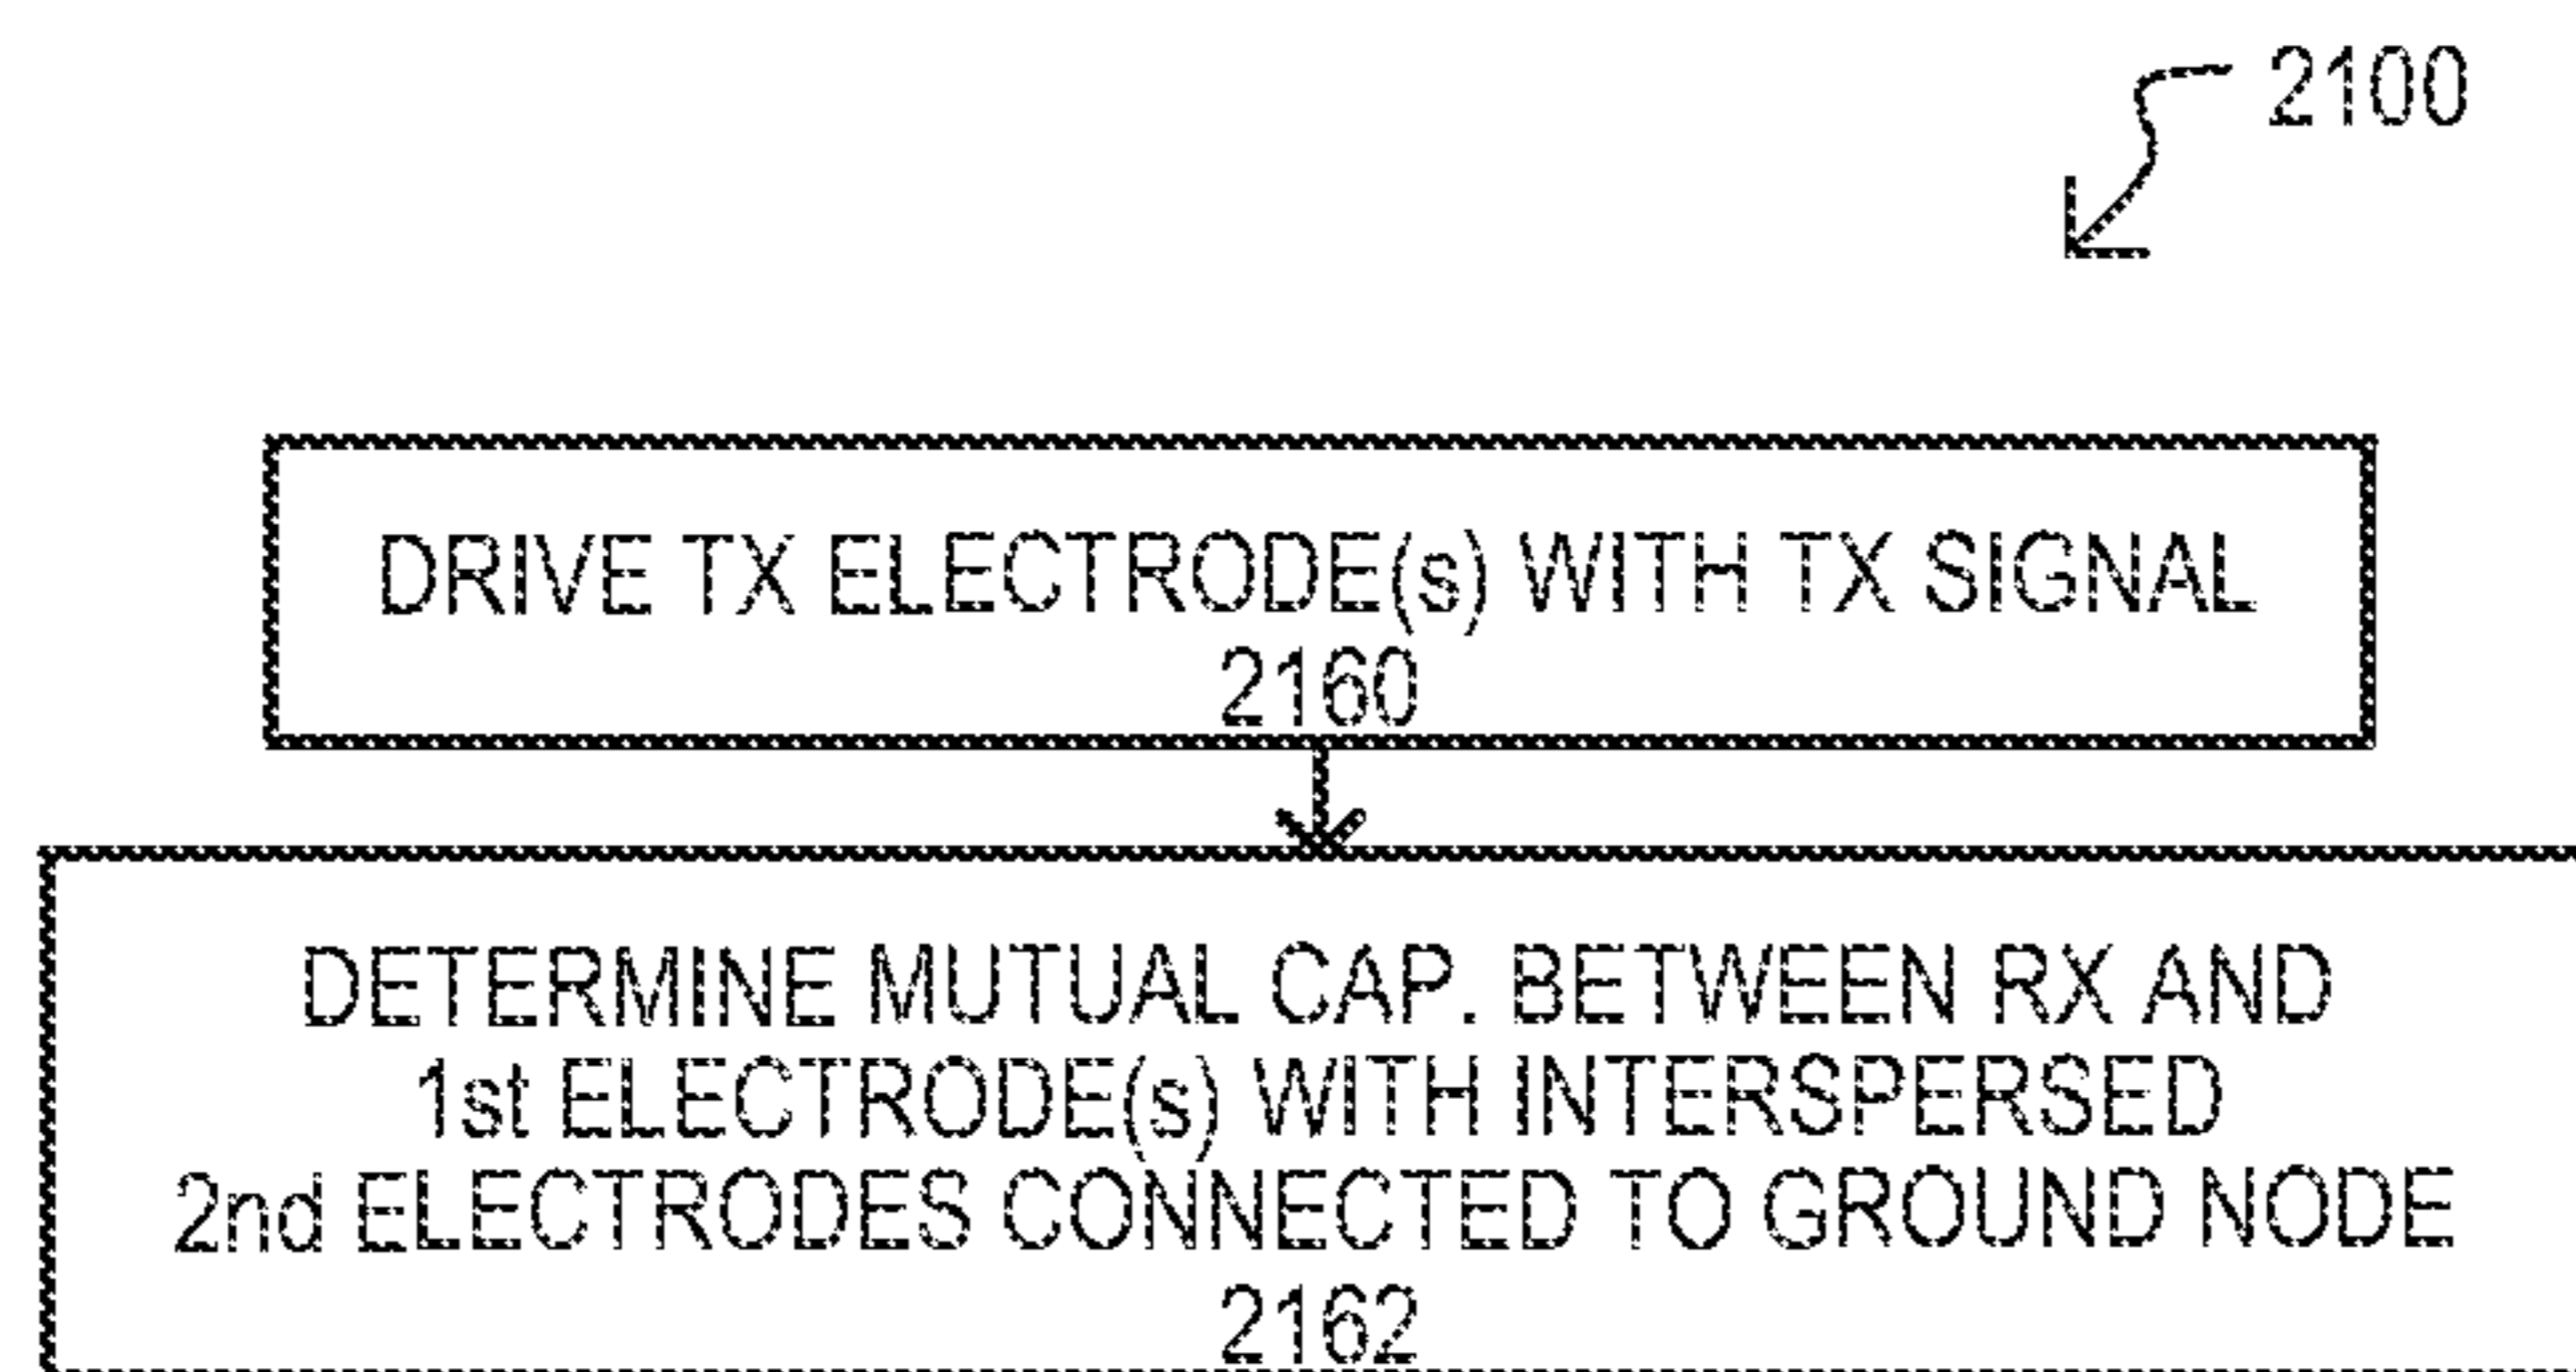 2100
DRIVE TX ELECTRODE(s) WITH TX SIGNAL
2160
DETERMINE MUTUAL CAP. BETWEEN RX AND
1st ELECTRODE(s) WITH INTERSPERSED
2nd ELECTRODES CONNECTED TO GROUND NODE
2162